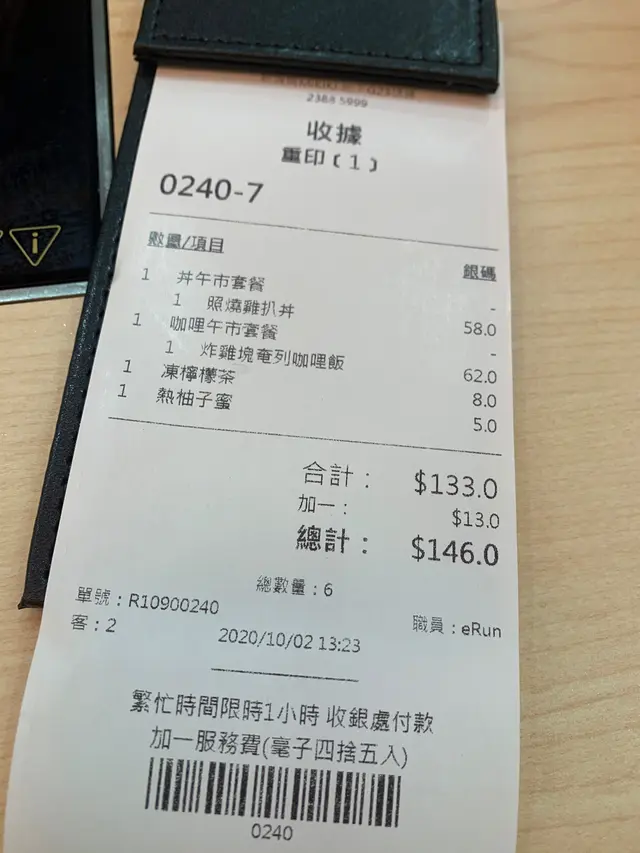 2388 5999
收據
重印 ( 1 )
0240-7
數量/項目 銀碼
1 丼午市套餐 -
1 照燒雞扒丼 58.0
1 咖哩午市套餐 -
1 炸雞塊奄列咖哩飯 62.0
1 凍檸檬茶 8.0
1 熱柚子蜜 5.0
合計： $133.0
加一： $13.0
總計： $146.0
總數量：6
單號：R10900240 職員：eRun
客：2
2020/10/02 13:23
繁忙時間限時1小時 收銀處付款
加一服務費(毫子四捨五入)
0240